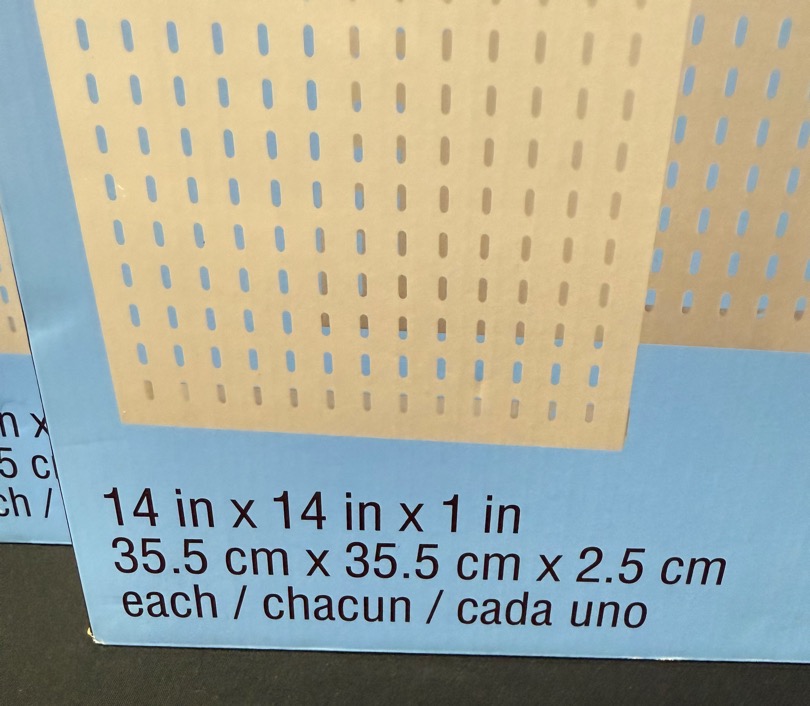 14 in x 14 in x 1 in
35.5 cm x 35.5 cm x 2.5 cm
each / chacun / cada uno